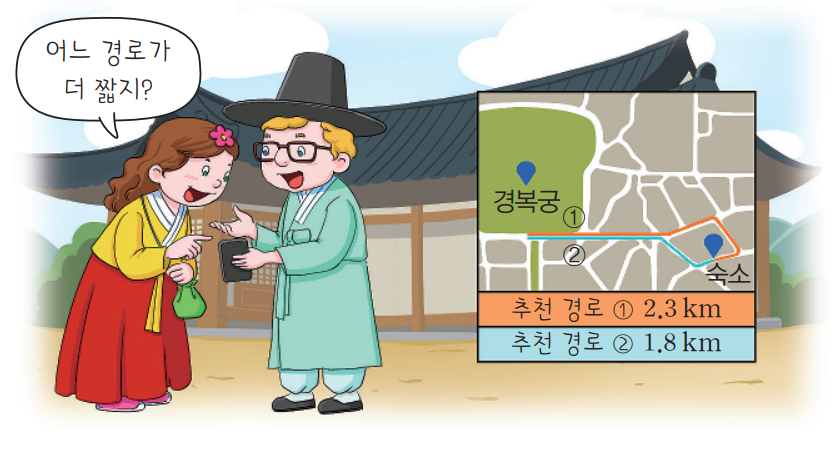 어느 경로가
더 짧지?
경복궁
①
②
숙소
추천 경로 ① 2.3 km
추천 경로 ② 1.8 km